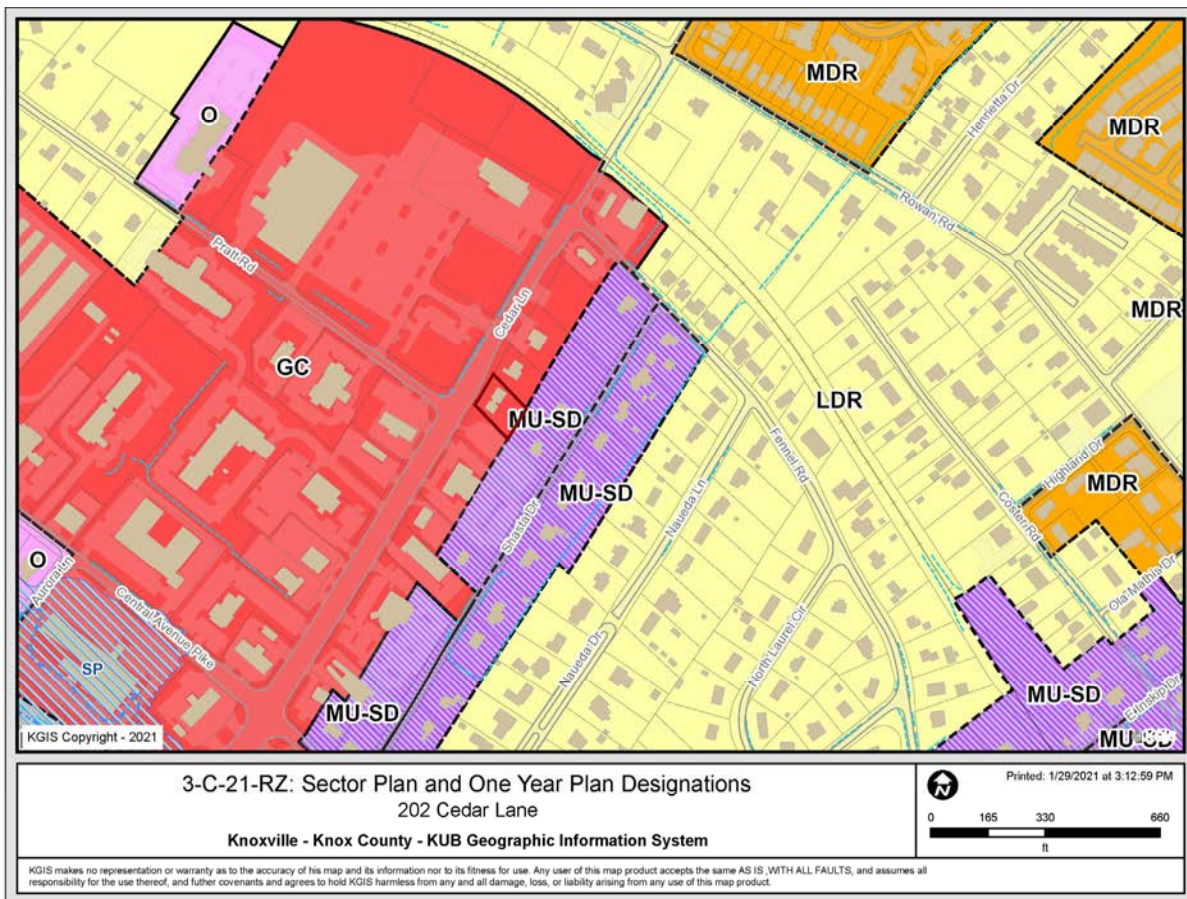 MDR
O
MDR
Henrietta Dr
Rowan Rd
Pratt Rd
Cedar Ln
MDR
GC
LDR
MU-SD
Fennel Rd
Highland Dr
MDR
MU-SD
Shasta Dr
Naueda Ln
Coster Rd
O
Aurora Ln
Central Avenue Pike
Ola Mathis Dr
SP
Naueda Dr
North Laurel Cir
MU-SD
Erinskip Dr
MU-SD
MU-SD
KGIS Copyright - 2021
3-C-21-RZ: Sector Plan and One Year Plan Designations
202 Cedar Lane
Knoxville - Knox County - KUB Geographic Information System
N
Printed: 1/29/2021 at 3:12:59 PM
0 165 330 660
ft
KGIS makes no representation or warranty as to the accuracy of his map and its information nor to its fitness for use. Any user of this map product accepts the same AS IS ,WITH ALL FAULTS, and assumes all
responsibility for the use thereof, and futher covenants and agrees to hold KGIS harmless from any and all damage, loss, or liability arising from any use of this map product.